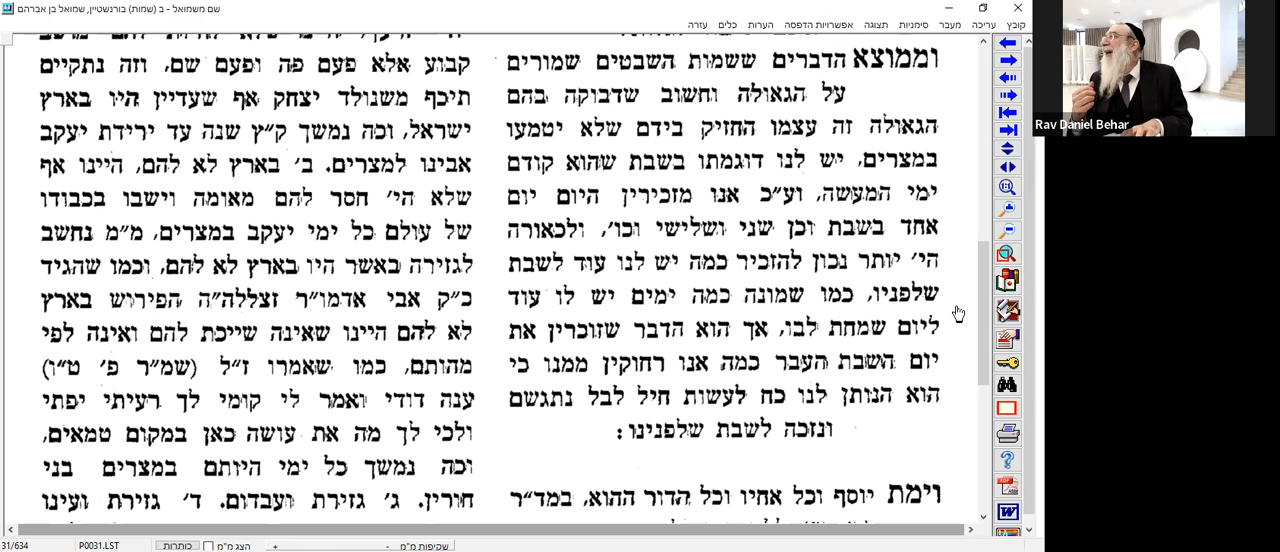 שם משמואל - ב (שמות) בורנשטיין, שמואל בן אברהם
קובץ עריכה מעבר סימניות תצוגה אפשרויות הדפסה הערות כלים עזרה
וממוצא הדברים ששמות השבטים שמורים
על הגאולה וחשוב שדבוקה בהם
הגאולה זה עצמו החזיק בידם שלא יטמעו
במצרים, יש לנו דוגמתו בשבת שהוא קודם
ימי המעשה, וע״כ אנו מזכירין היום יום
אחד בשבת וכן שני ושלישי וכו׳, ולכאורה
הי׳ יותר נכון להזכיר כמה יש לנו עוד לשבת
שלפניו, כמו שמונה כמה ימים יש לו עוד
ליום שמחת לבו, אך הוא הדבר שזוכרין את
יום השבת העבר כמה אנו רחוקין ממנו כי
הוא הנותן לנו כח לעשות חיל לבל נתגשם
ונזכה לשבת שלפנינו:
וימת יוסף וכל אחיו וכל הדור ההוא, במד״ר
קבוע אלא פעם פה ופעם שם, וזה נתקיים
תיכף משנולד יצחק אף שעדיין היו בארץ
ישראל, וכה נמשך ק״ץ שנה עד ירידת יעקב
אבינו למצרים. ב׳ בארץ לא להם, היינו אף
שלא הי׳ חסר להם מאומה וישבו בכבודו
של עולם כל ימי יעקב במצרים, מ״מ נחשב
לגזירה באשר היו בארץ לא להם, וכמו שהגיד
כ״ק אבי אדמו״ר זצללה״ה הפירוש בארץ
לא להם היינו שאינה שייכת להם ואינה לפי
מהותם, כמו שאמרו ז״ל (שמ״ר פ׳ ט״ו)
ענה דודי ואמר לי קומי לך רעיתי יפתי
ולכי לך מה את עושה כאן במקום טמאים,
וכה נמשך כל ימי היותם במצרים בני
חורין. ג׳ גזירת ועבדום. ד׳ גזירת ועינו
Rav Daniel Behar
31/634 P0031.LST כותרות הצג מ״מ - + שקיפות מ״מ